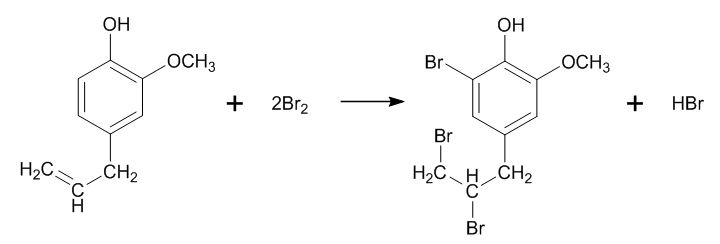 OH
OCH₃
H₂C
C
H
CH₂
+
2Br₂
OH
Br
OCH₃
Br
H₂C
H
C
CH₂
Br
+
HBr